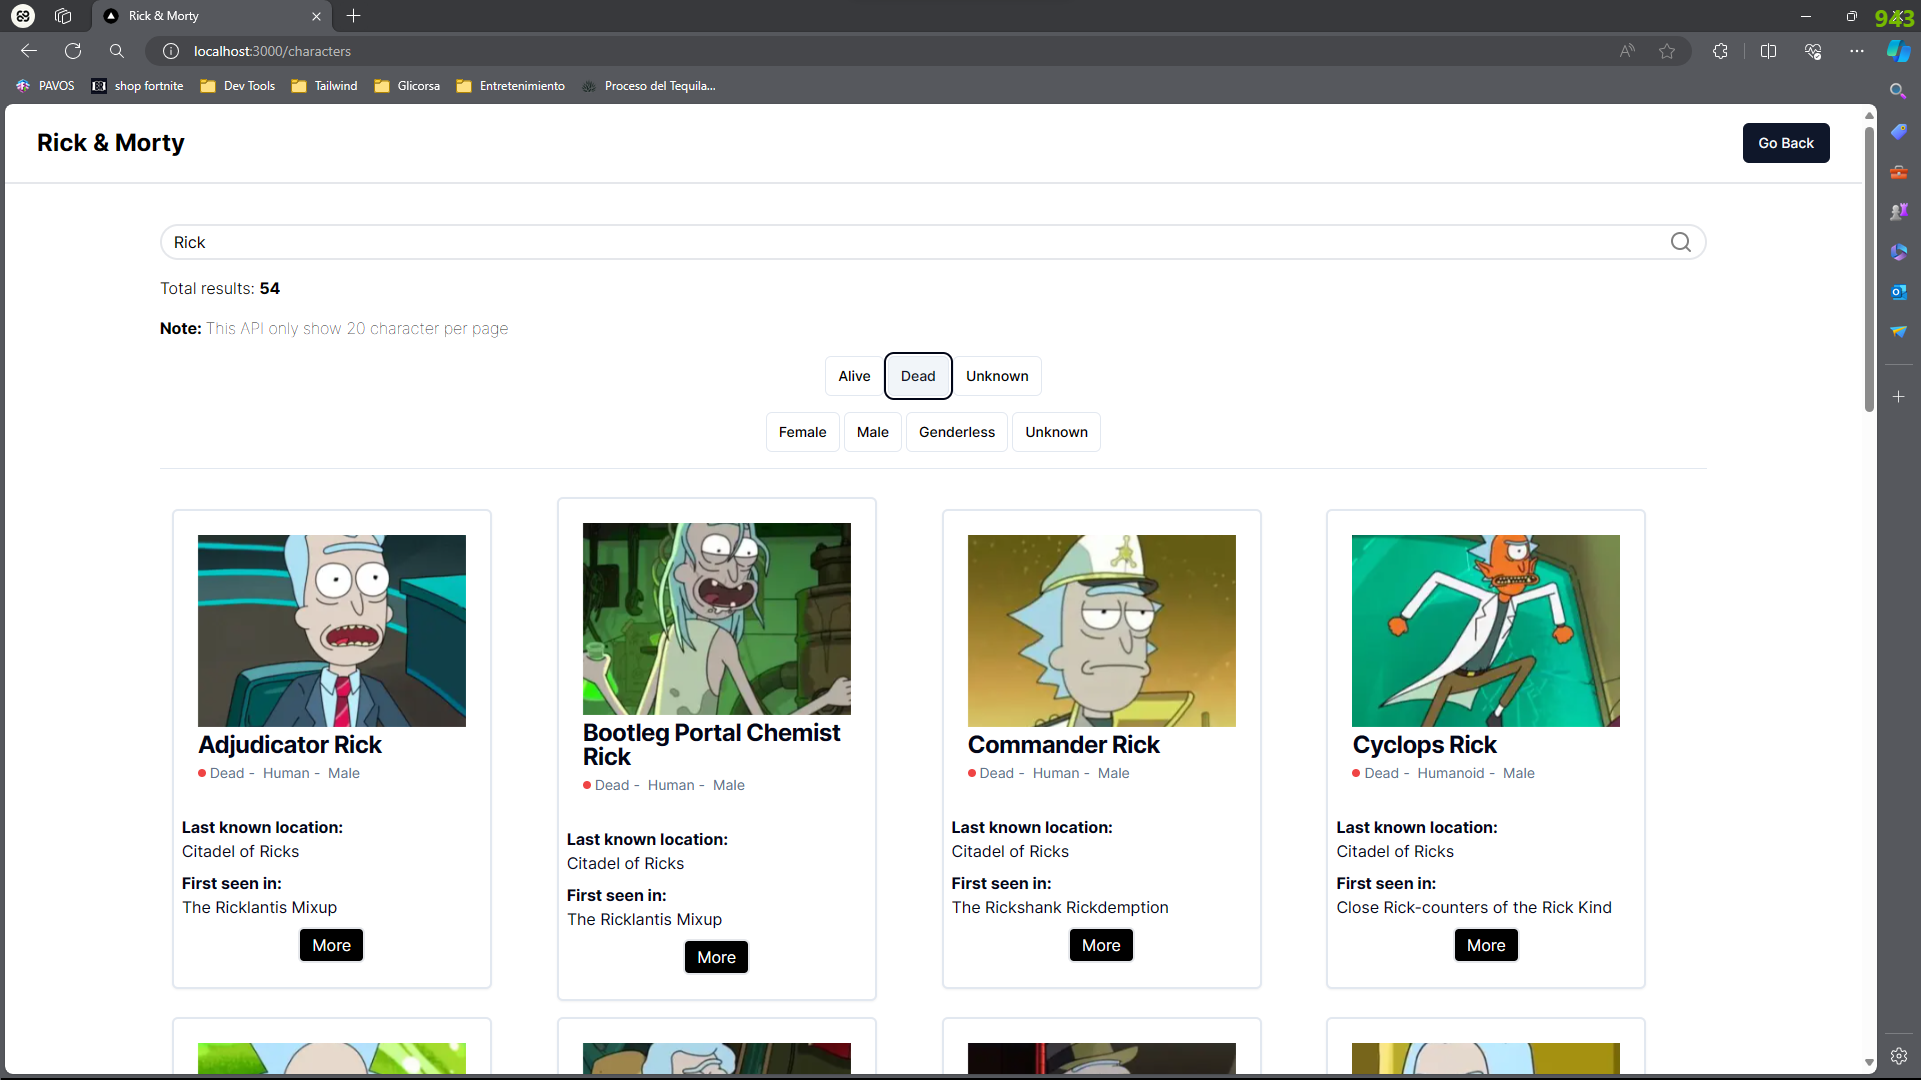 Rick & Morty
943
localhost:3000/characters
PAVOS shop fortnite Dev Tools Tailwind Glicorsa Entretenimiento Proceso del Tequila...
Rick & Morty
Go Back
Rick
Total results: 54
Note: This API only show 20 character per page
Alive Dead Unknown
Female Male Genderless Unknown
Adjudicator Rick
Dead - Human - Male
Last known location:
Citadel of Ricks
First seen in:
The Ricklantis Mixup
More
Bootleg Portal Chemist
Rick
Dead - Human - Male
Last known location:
Citadel of Ricks
First seen in:
The Ricklantis Mixup
More
Commander Rick
Dead - Human - Male
Last known location:
Citadel of Ricks
First seen in:
The Rickshank Rickdemption
More
Cyclops Rick
Dead - Humanoid - Male
Last known location:
Citadel of Ricks
First seen in:
Close Rick-counters of the Rick Kind
More